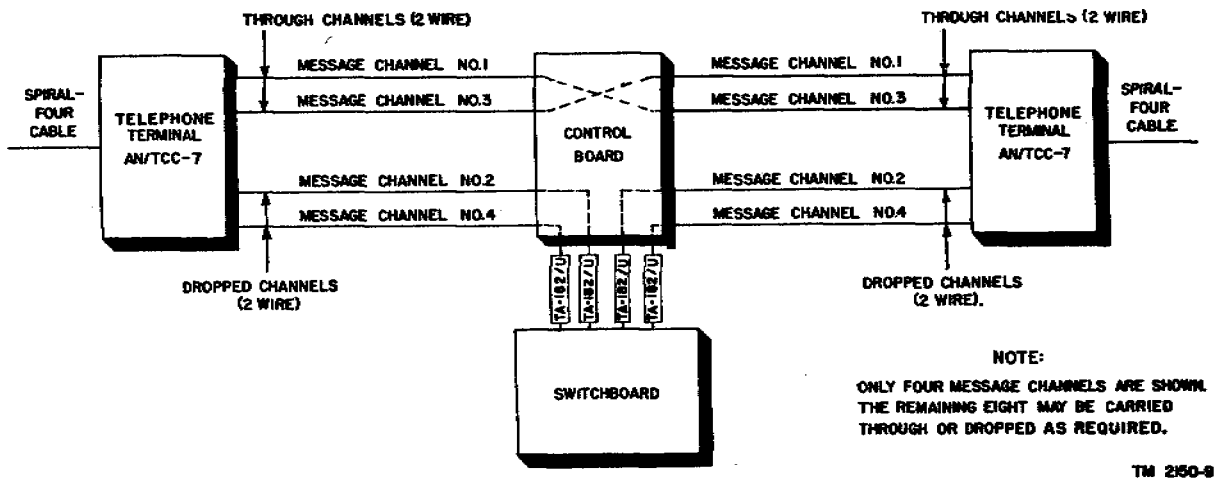 THROUGH CHANNELS (2 WIRE)
THROUGH CHANNELS (2 WIRE)
MESSAGE CHANNEL NO.1
MESSAGE CHANNEL NO.1
MESSAGE CHANNEL NO.3
MESSAGE CHANNEL NO.3
SPIRAL-
FOUR
CABLE
TELEPHONE
TERMINAL
AN/TCC-7
CONTROL
BOARD
TELEPHONE
TERMINAL
AN/TCC-7
SPIRAL-
FOUR
CABLE
MESSAGE CHANNEL NO.2
MESSAGE CHANNEL NO.2
MESSAGE CHANNEL NO.4
MESSAGE CHANNEL NO.4
DROPPED CHANNELS
(2 WIRE)
TA-182/U
TA-182/U
TA-182/U
TA-182/U
DROPPED CHANNELS
(2 WIRE).
SWITCHBOARD
NOTE:
ONLY FOUR MESSAGE CHANNELS ARE SHOWN.
THE REMAINING EIGHT MAY BE CARRIED
THROUGH OR DROPPED AS REQUIRED.
TM 2150-9